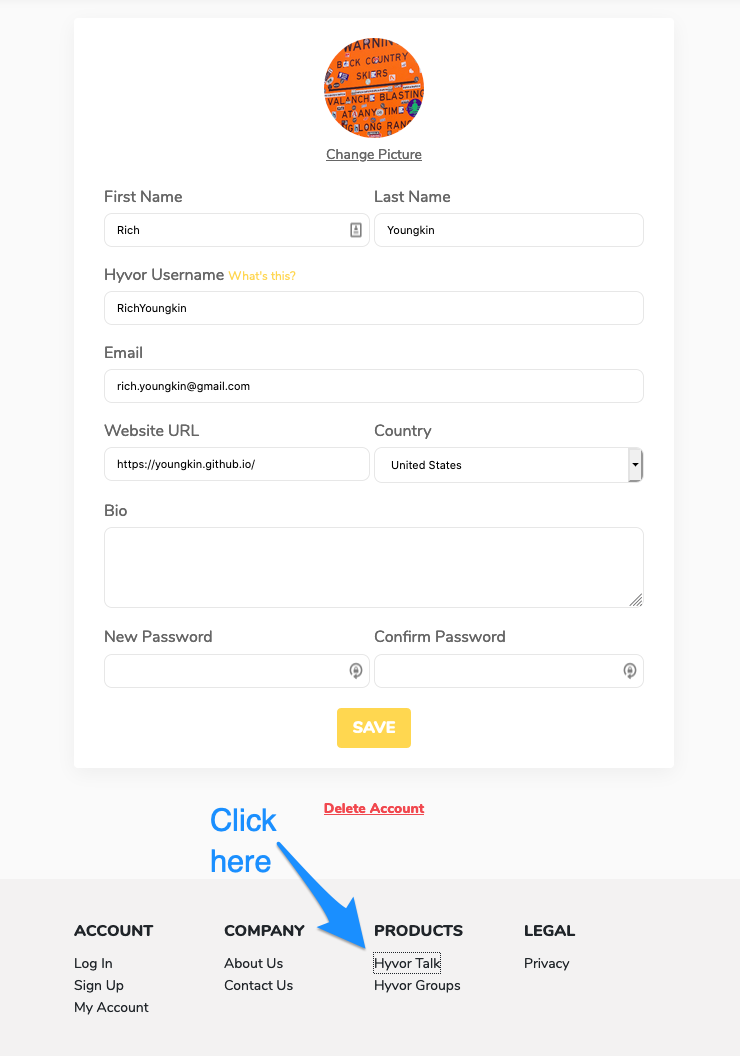 WARNING
BACK COUNTRY
SKIERS
AVALANCHE BLASTING
AT ANY TIME
LONG RANGE
Change Picture
First Name Last Name
Rich Youngkin
Hyvor Username What's this?
RichYoungkin
Email
rich.youngkin@gmail.com
Website URL Country
https://youngkin.github.io/ United States
Bio
New Password Confirm Password
SAVE
Delete Account
Click
here
ACCOUNT COMPANY PRODUCTS LEGAL
Log In About Us Hyvor Talk Privacy
Sign Up Contact Us Hyvor Groups
My Account